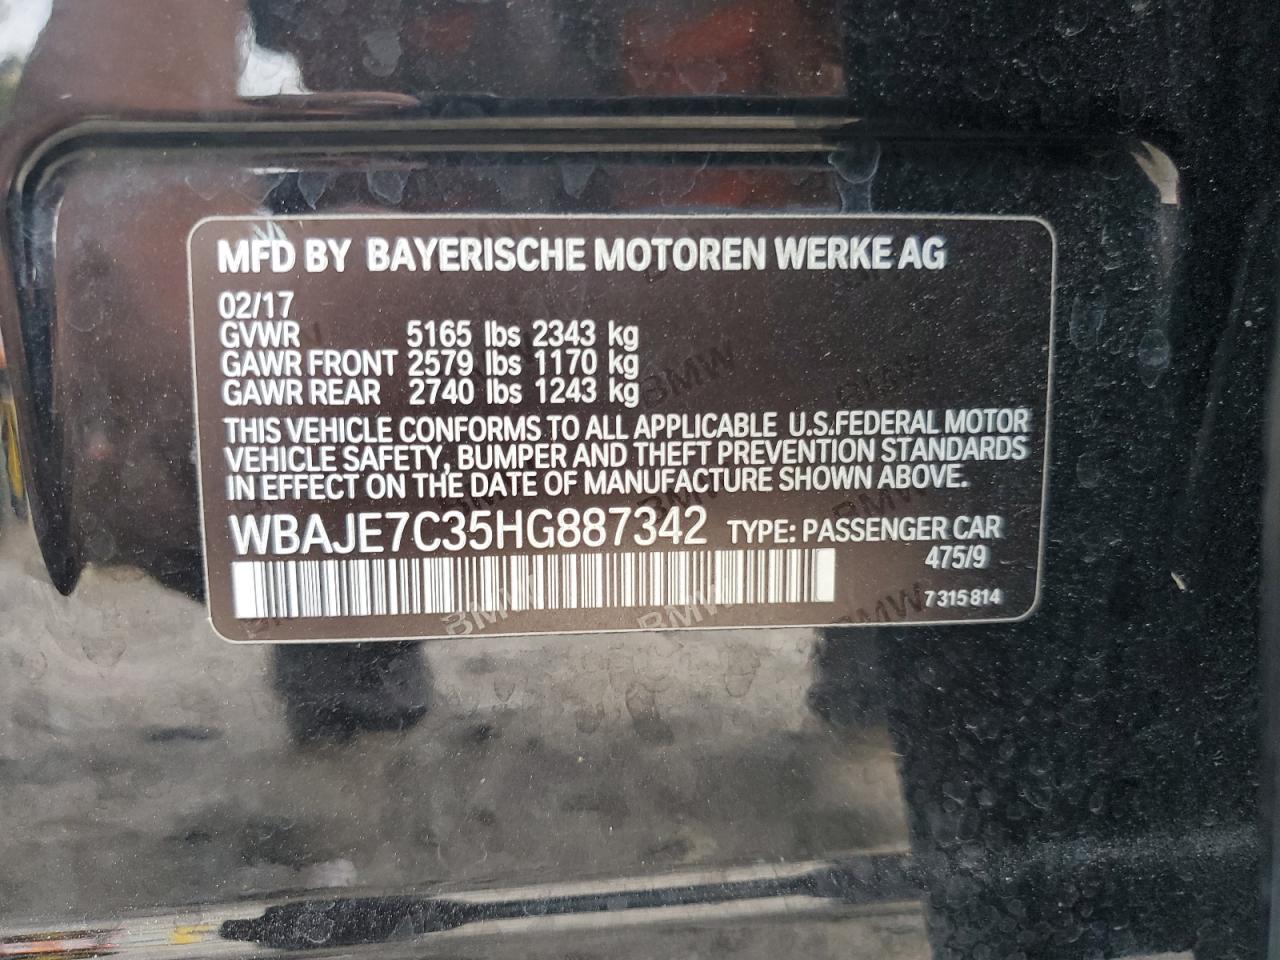 MFD BY BAYERISCHE MOTOREN WERKE AG
02/17
GVWR 5165 lbs 2343 kg
GAWR FRONT 2579 lbs 1170 kg
GAWR REAR 2740 lbs 1243 kg
THIS VEHICLE CONFORMS TO ALL APPLICABLE U.S.FEDERAL MOTOR
VEHICLE SAFETY, BUMPER AND THEFT PREVENTION STANDARDS
IN EFFECT ON THE DATE OF MANUFACTURE SHOWN ABOVE.
WBAJE7C35HG887342 TYPE: PASSENGER CAR
475/9
7 315 814